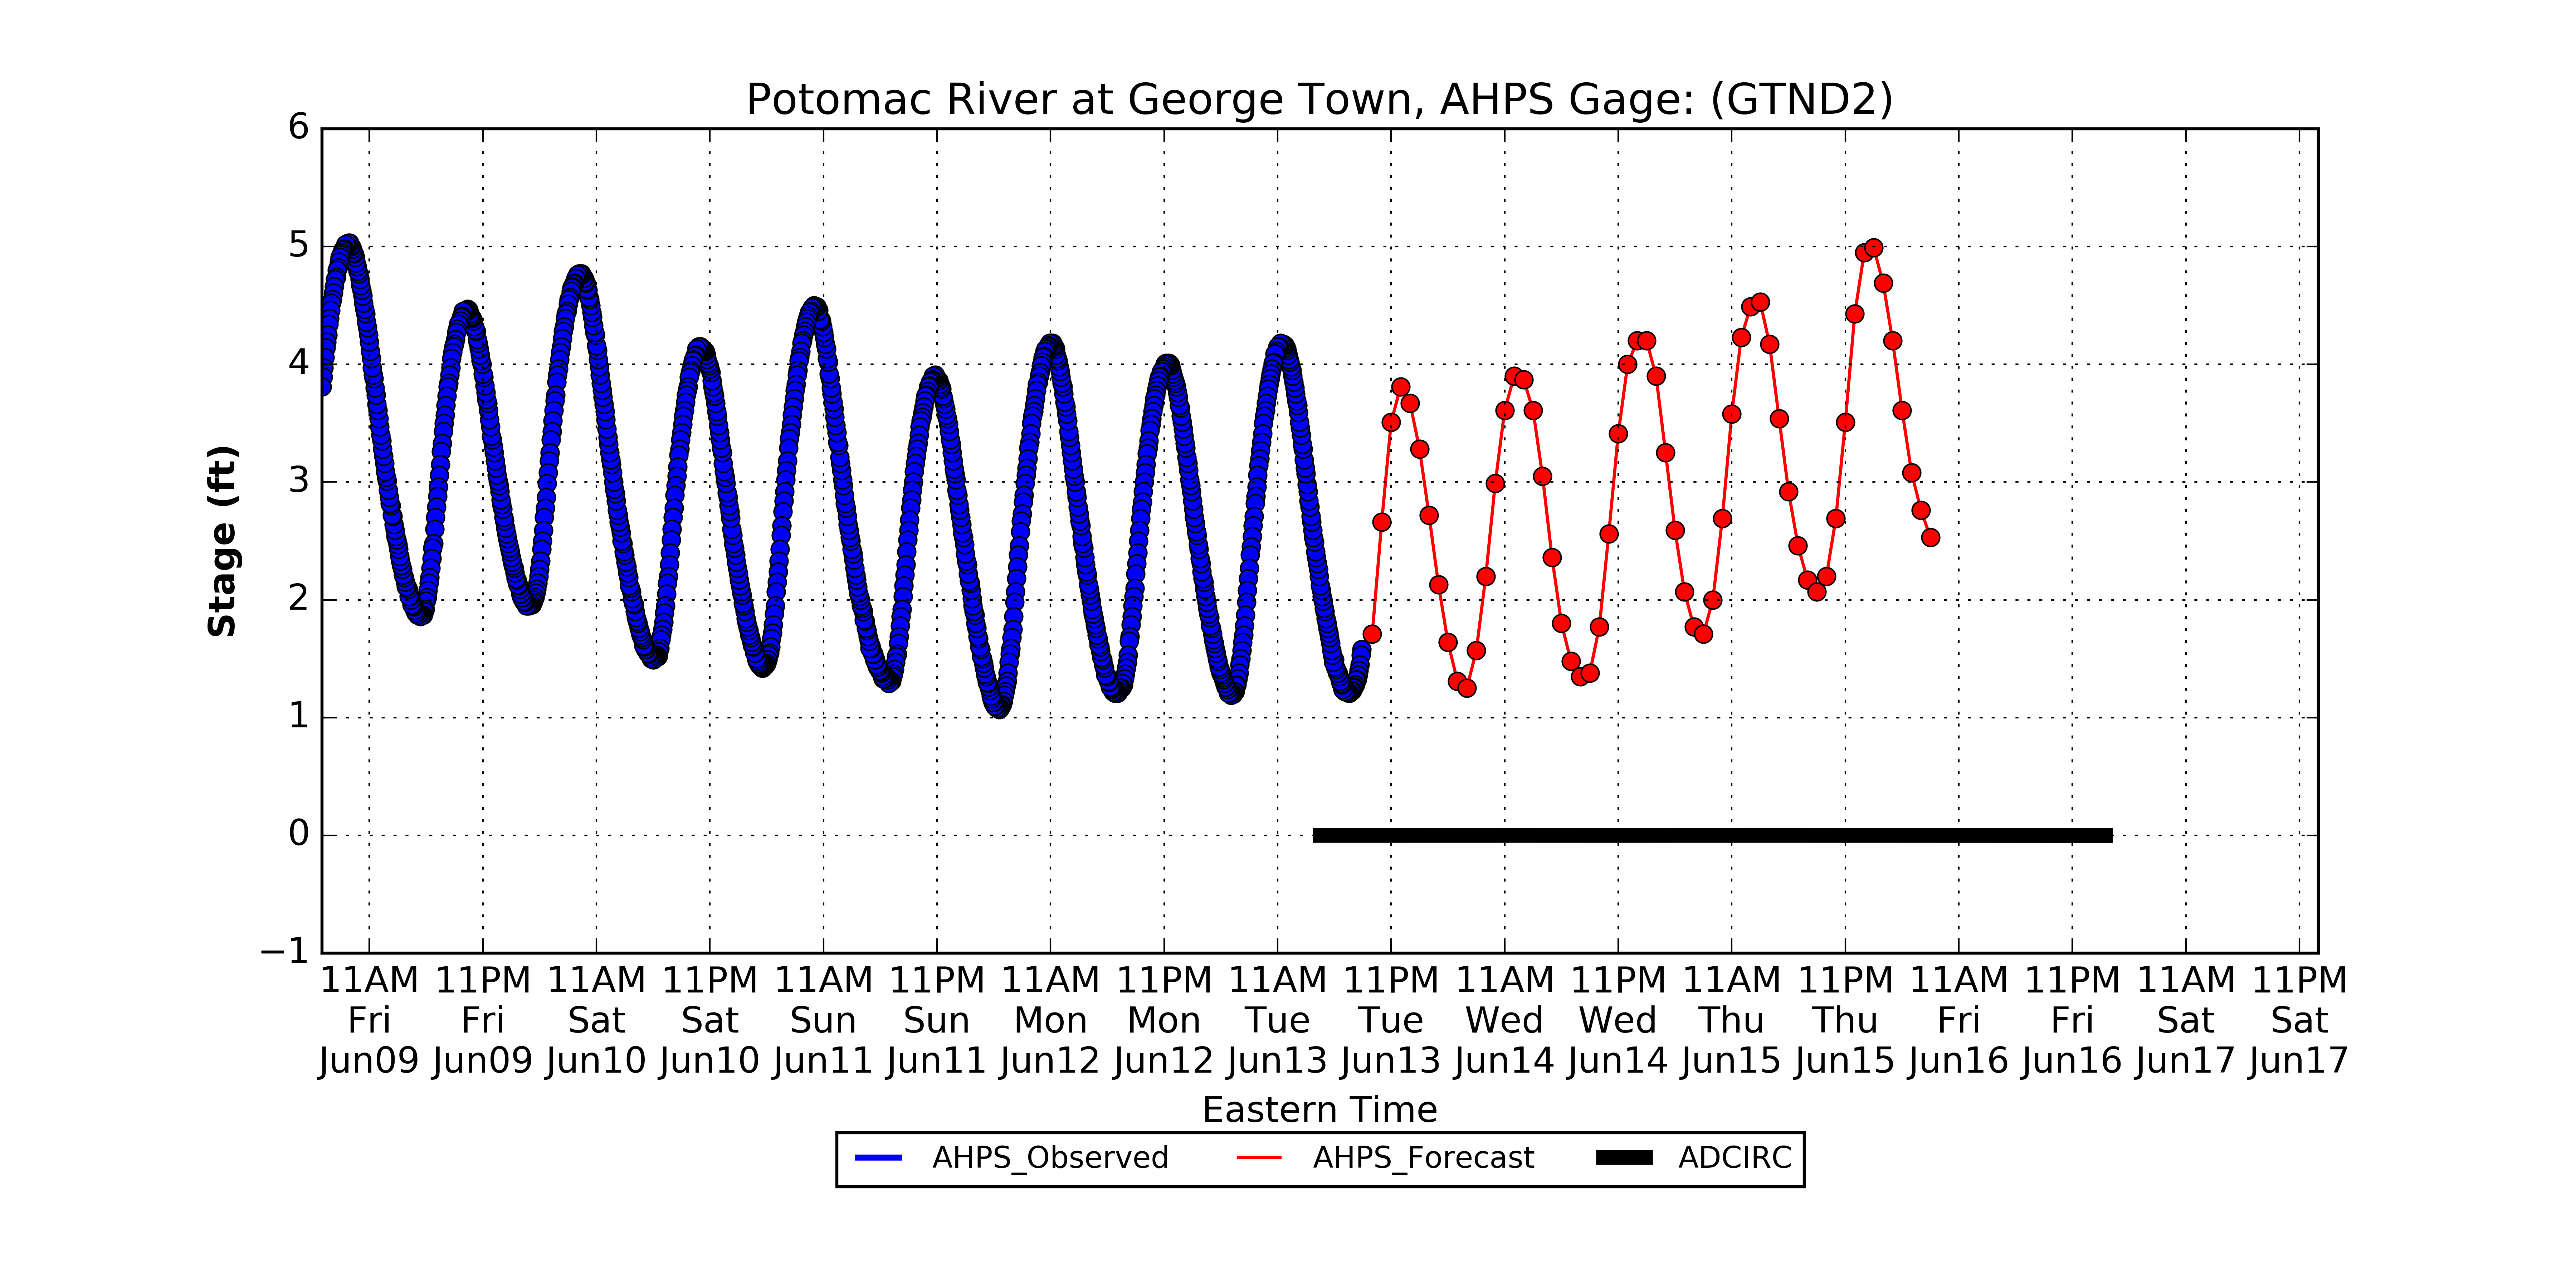 Potomac River at George Town, AHPS Gage: (GTND2)
6
5
4
3
2
1
0
−1
Stage (ft)
11AM 11PM 11AM 11PM 11AM 11PM 11AM 11PM 11AM 11PM 11AM 11PM 11AM 11PM 11AM 11PM 11AM 11PM
Fri Fri Sat Sat Sun Sun Mon Mon Tue Tue Wed Wed Thu Thu Fri Fri Sat Sat
Jun09 Jun09 Jun10 Jun10 Jun11 Jun11 Jun12 Jun12 Jun13 Jun13 Jun14 Jun14 Jun15 Jun15 Jun16 Jun16 Jun17 Jun17
Eastern Time
AHPS_Observed AHPS_Forecast ADCIRC